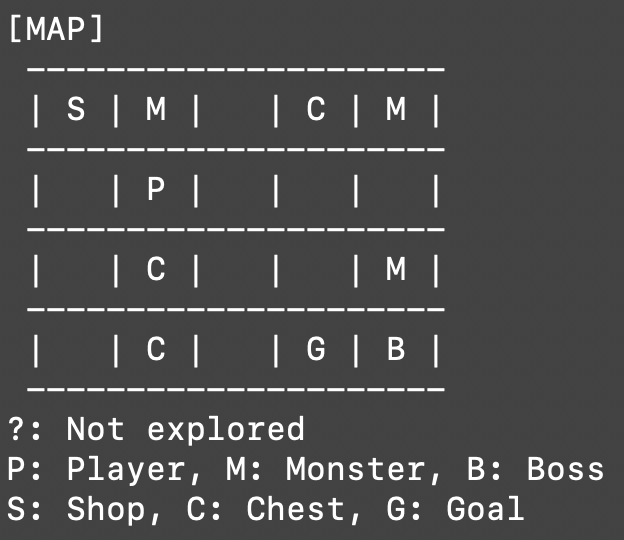 [MAP]
---------------------
| S | M |   | C | M |
---------------------
|   | P |   |   |   |
---------------------
|   | C |   |   | M |
---------------------
|   | C |   | G | B |
---------------------
?: Not explored
P: Player, M: Monster, B: Boss
S: Shop, C: Chest, G: Goal